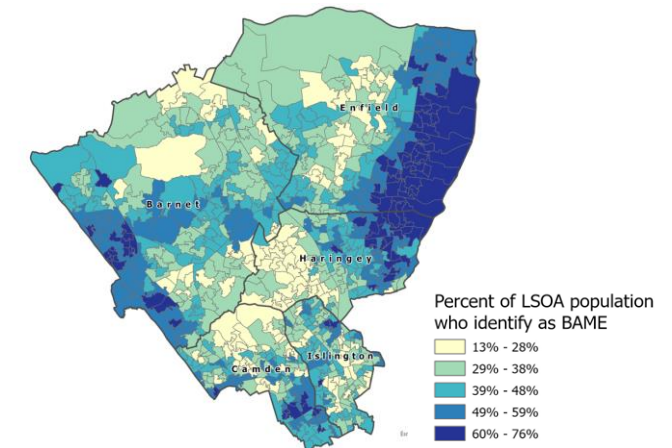 Enfield
Barnet
Haringey
Islington
Camden
Percent of LSOA population
who identify as BAME
13% - 28%
29% - 38%
39% - 48%
49% - 59%
60% - 76%